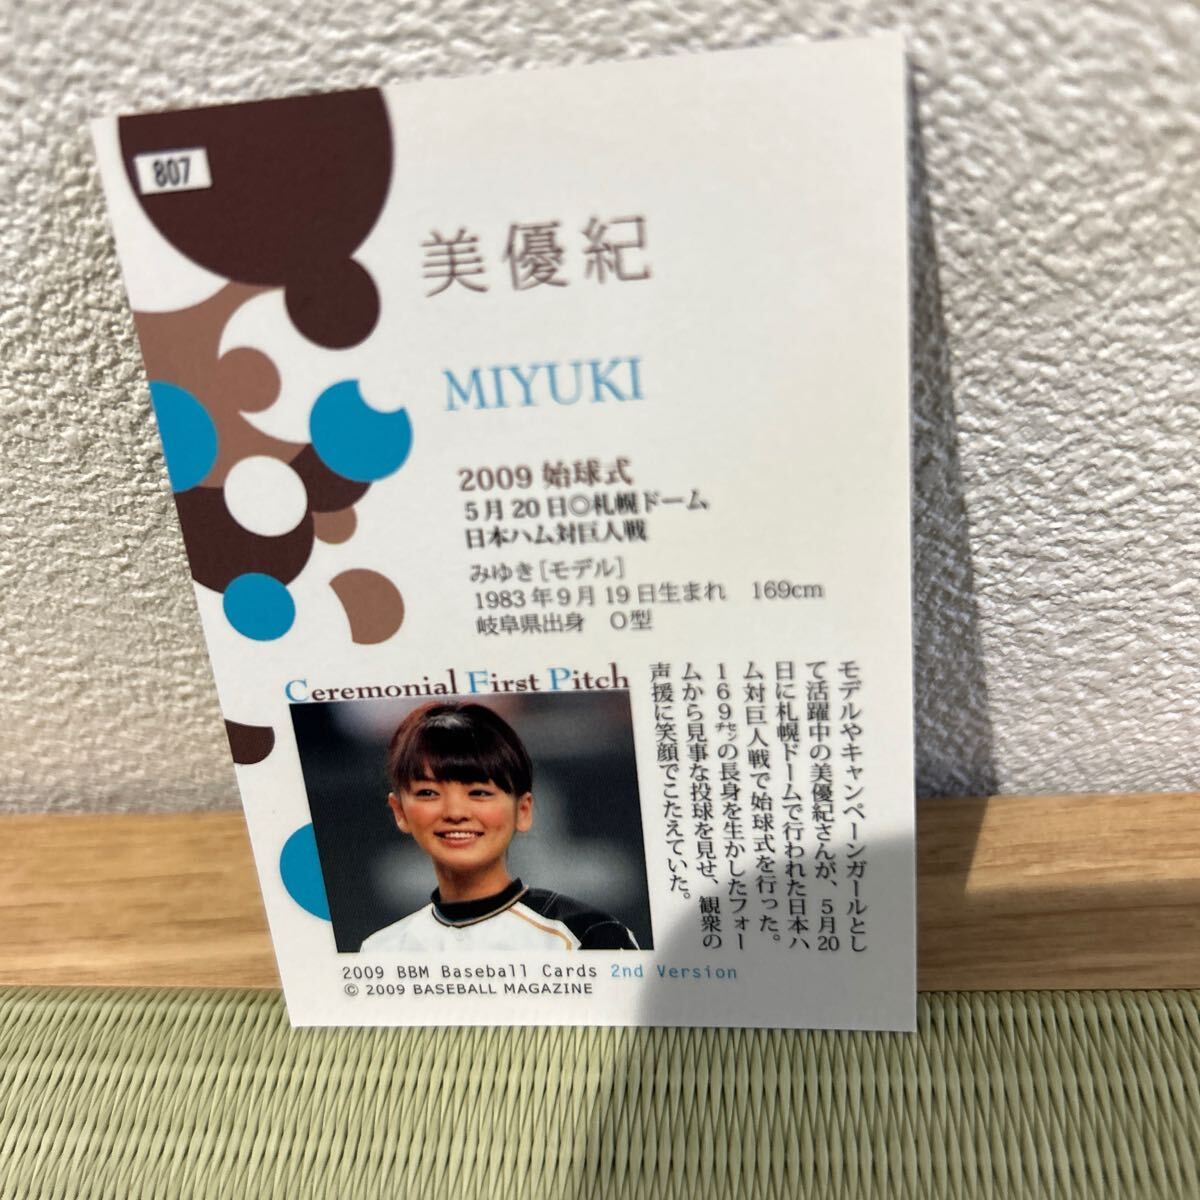 807
美優紀
MIYUKI
2009 始球式
5月20日◎札幌ドーム
日本ハム対巨人戦
みゆき［モデル］
1983年9月19日生まれ　169cm
岐阜県出身　O型
Ceremonial First Pitch
モデルやキャンペーンガールとし
て活躍中の美優紀さんが、5月20
日に札幌ドームで行われた日本ハ
ム対巨人戦で始球式を行った。
169㌢の長身を生かしたフォー
ムから見事な投球を見せ、観衆の
声援に笑顔でこたえていた。
2009 BBM Baseball Cards 2nd Version
© 2009 BASEBALL MAGAZINE